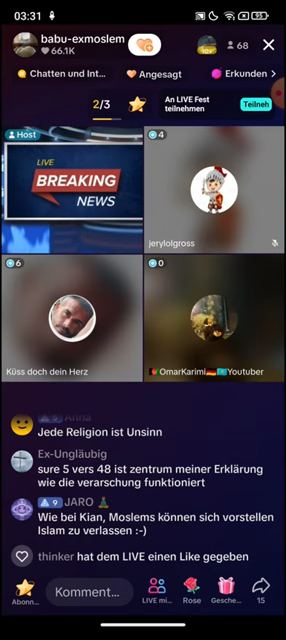 03:31
95
babu-exmoslem
66.1K
68
Chatten und Int...
Angesagt
Erkunden
2/3
An LIVE Fest
teilnehmen
Teilneh
Host
4
LIVE
BREAKING
NEWS
jerylolgross
6
0
Küss doch dein Herz
OmarKarimi Youtuber
Anna
Jede Religion ist Unsinn
Ex-Ungläubig
sure 5 vers 48 ist zentrum meiner Erklärung
wie die verarschung funktioniert
9 JARO
Wie bei Kian, Moslems können sich vorstellen
Islam zu verlassen :-)
thinker hat dem LIVE einen Like gegeben
Abonn...
Komment...
LIVE mi...
Rose
Gesche...
15